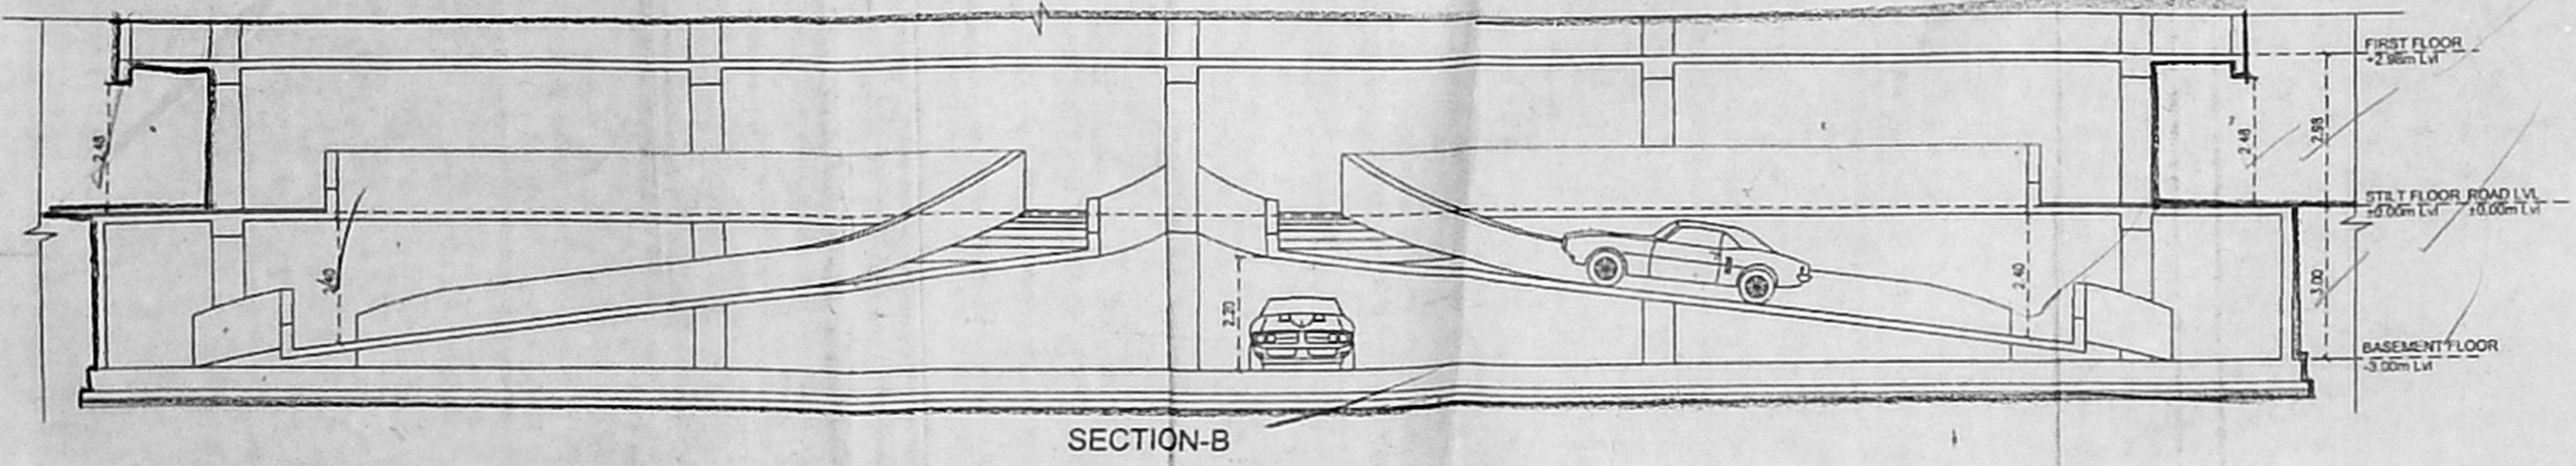 FIRST FLOOR
+2.98m Lvl
2.48
2.48
2.98
STILT FLOOR ROAD LVL
±0.00m Lvl ±0.00m Lvl
2.40
2.40
2.20
3.00
BASEMENT FLOOR
-3.00m Lvl
SECTION-B